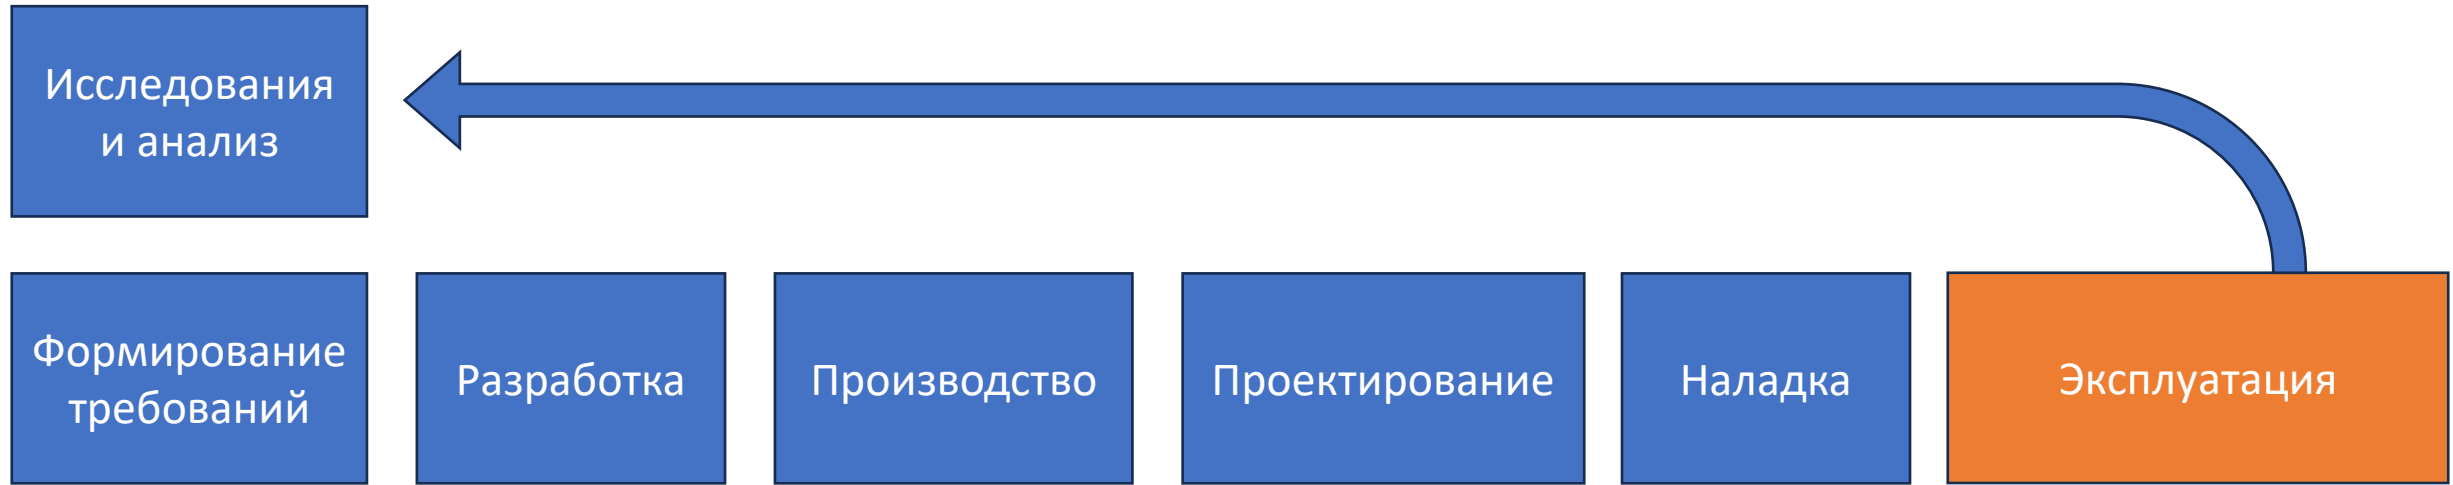 Исследования
и анализ
Формирование
требований
Разработка
Производство
Проектирование
Наладка
Эксплуатация